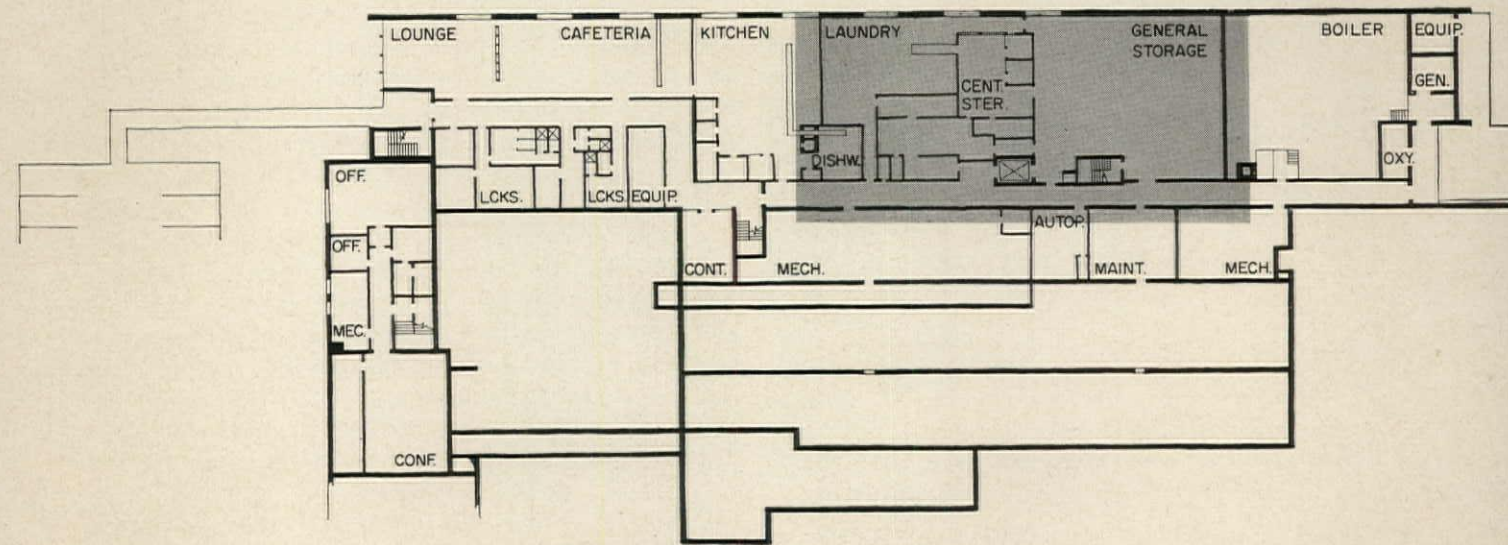 LOUNGE
CAFETERIA
KITCHEN
LAUNDRY
GENERAL
STORAGE
BOILER
EQUIP.
GEN.
CENT.
STER.
DISHW.
OXY.
OFF.
LCKS.
LCKS.
EQUIP.
AUTOP.
OFF.
CONT.
MECH.
MAINT.
MECH.
MEC.
CONF.